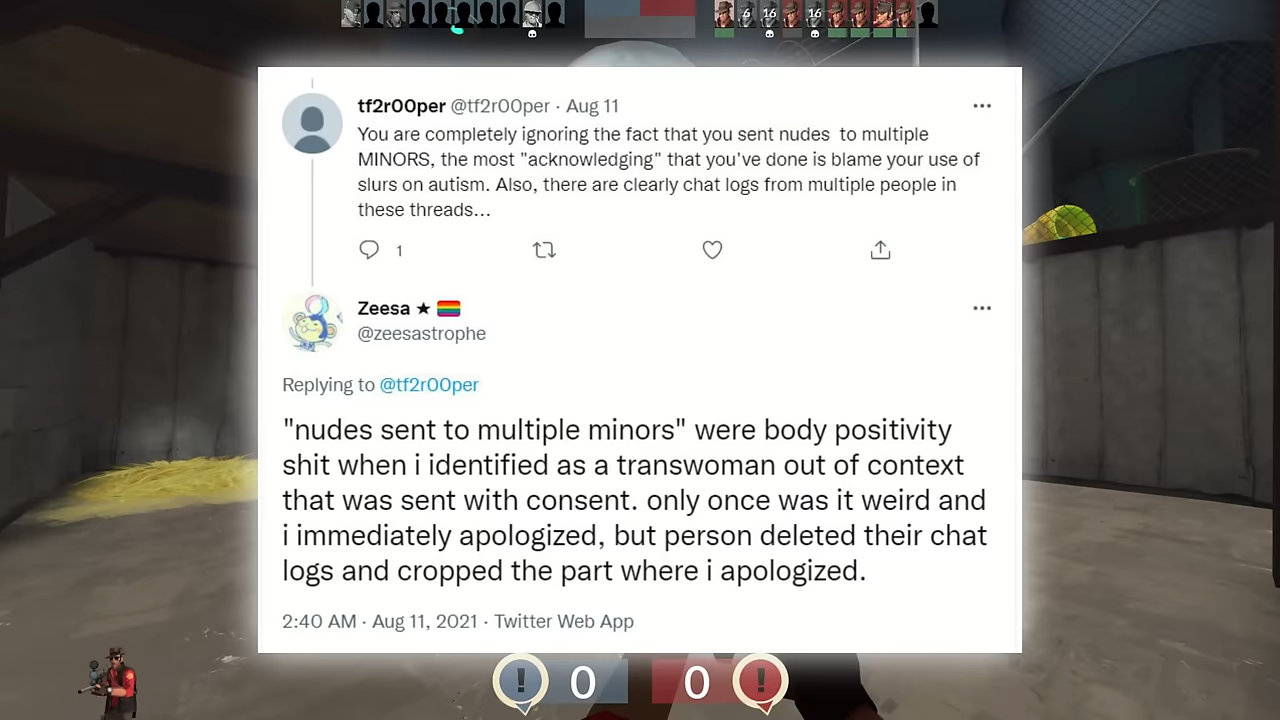 6 16 16
tf2r00per @tf2r00per · Aug 11
You are completely ignoring the fact that you sent nudes to multiple
MINORS, the most "acknowledging" that you've done is blame your use of
slurs on autism. Also, there are clearly chat logs from multiple people in
these threads...
1
Zeesa ★ 🏳️‍🌈
@zeesastrophe
Replying to @tf2r00per
"nudes sent to multiple minors" were body positivity
shit when i identified as a transwoman out of context
that was sent with consent. only once was it weird and
i immediately apologized, but person deleted their chat
logs and cropped the part where i apologized.
2:40 AM · Aug 11, 2021 · Twitter Web App
! 0 0 !